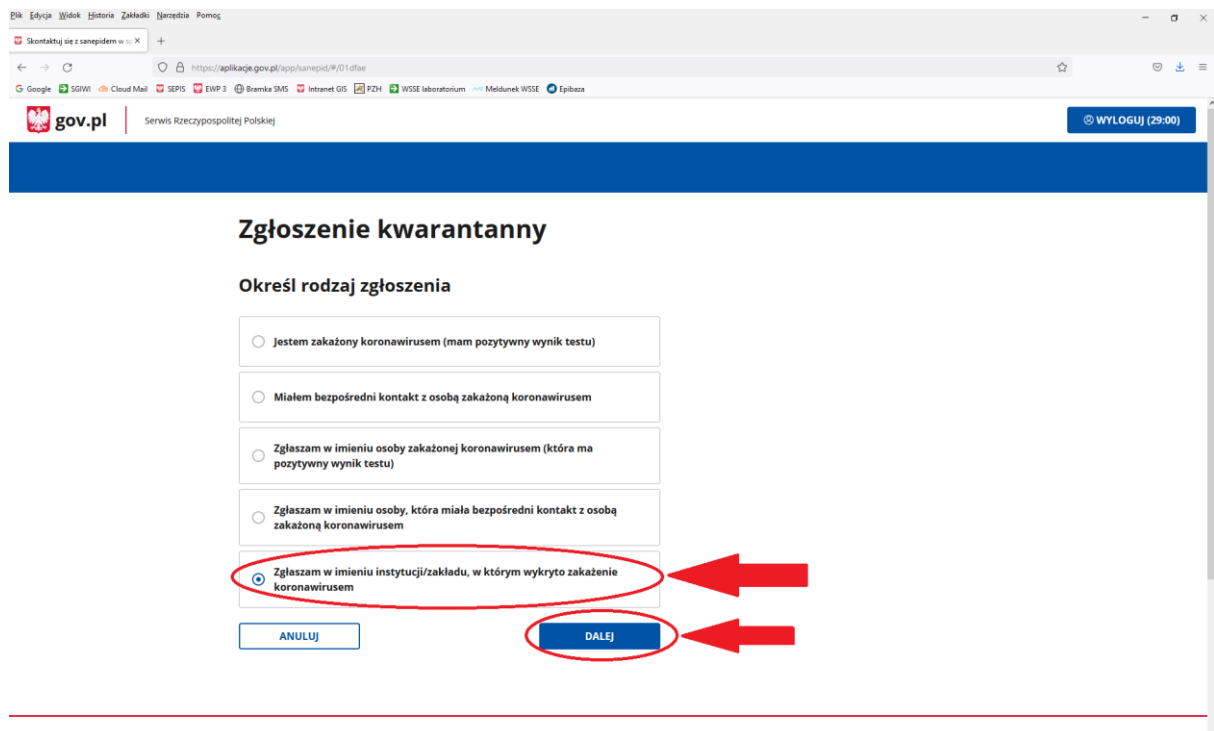 Plik Edycja Widok Historia Zakładki Narzędzia Pomoc
Skontaktuj się z sanepidem w
https://aplikacje.gov.pl/app/sanepid/#/01dfae
Google SGIWI Cloud Mail SEPIS EWP 3 Bramka SMS Intranet GIS PZH WSSE laboratorium Meldunek WSSE Epibaza
gov.pl Serwis Rzeczypospolitej Polskiej WYLOGUJ (29:00)
Zgłoszenie kwarantanny
Określ rodzaj zgłoszenia
Jestem zakażony koronawirusem (mam pozytywny wynik testu)
Miałem bezpośredni kontakt z osobą zakażoną koronawirusem
Zgłaszam w imieniu osoby zakażonej koronawirusem (która ma
pozytywny wynik testu)
Zgłaszam w imieniu osoby, która miała bezpośredni kontakt z osobą
zakażoną koronawirusem
Zgłaszam w imieniu instytucji/zakładu, w którym wykryto zakażenie
koronawirusem
ANULUJ DALEJ